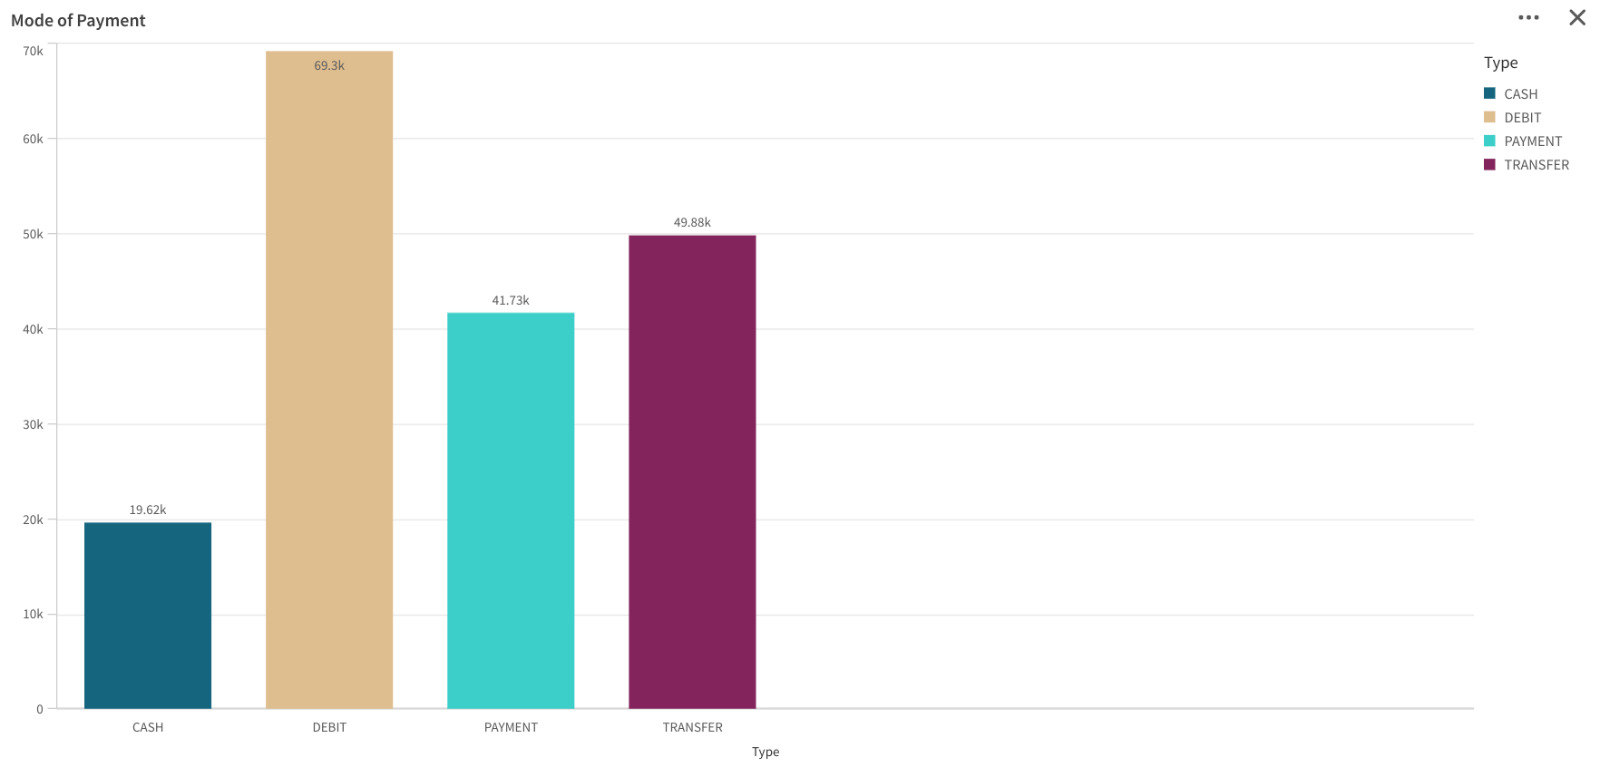 Mode of Payment
70k
60k
50k
40k
30k
20k
10k
0
19.62k
69.3k
41.73k
49.88k
CASH
DEBIT
PAYMENT
TRANSFER
Type
Type
CASH
DEBIT
PAYMENT
TRANSFER